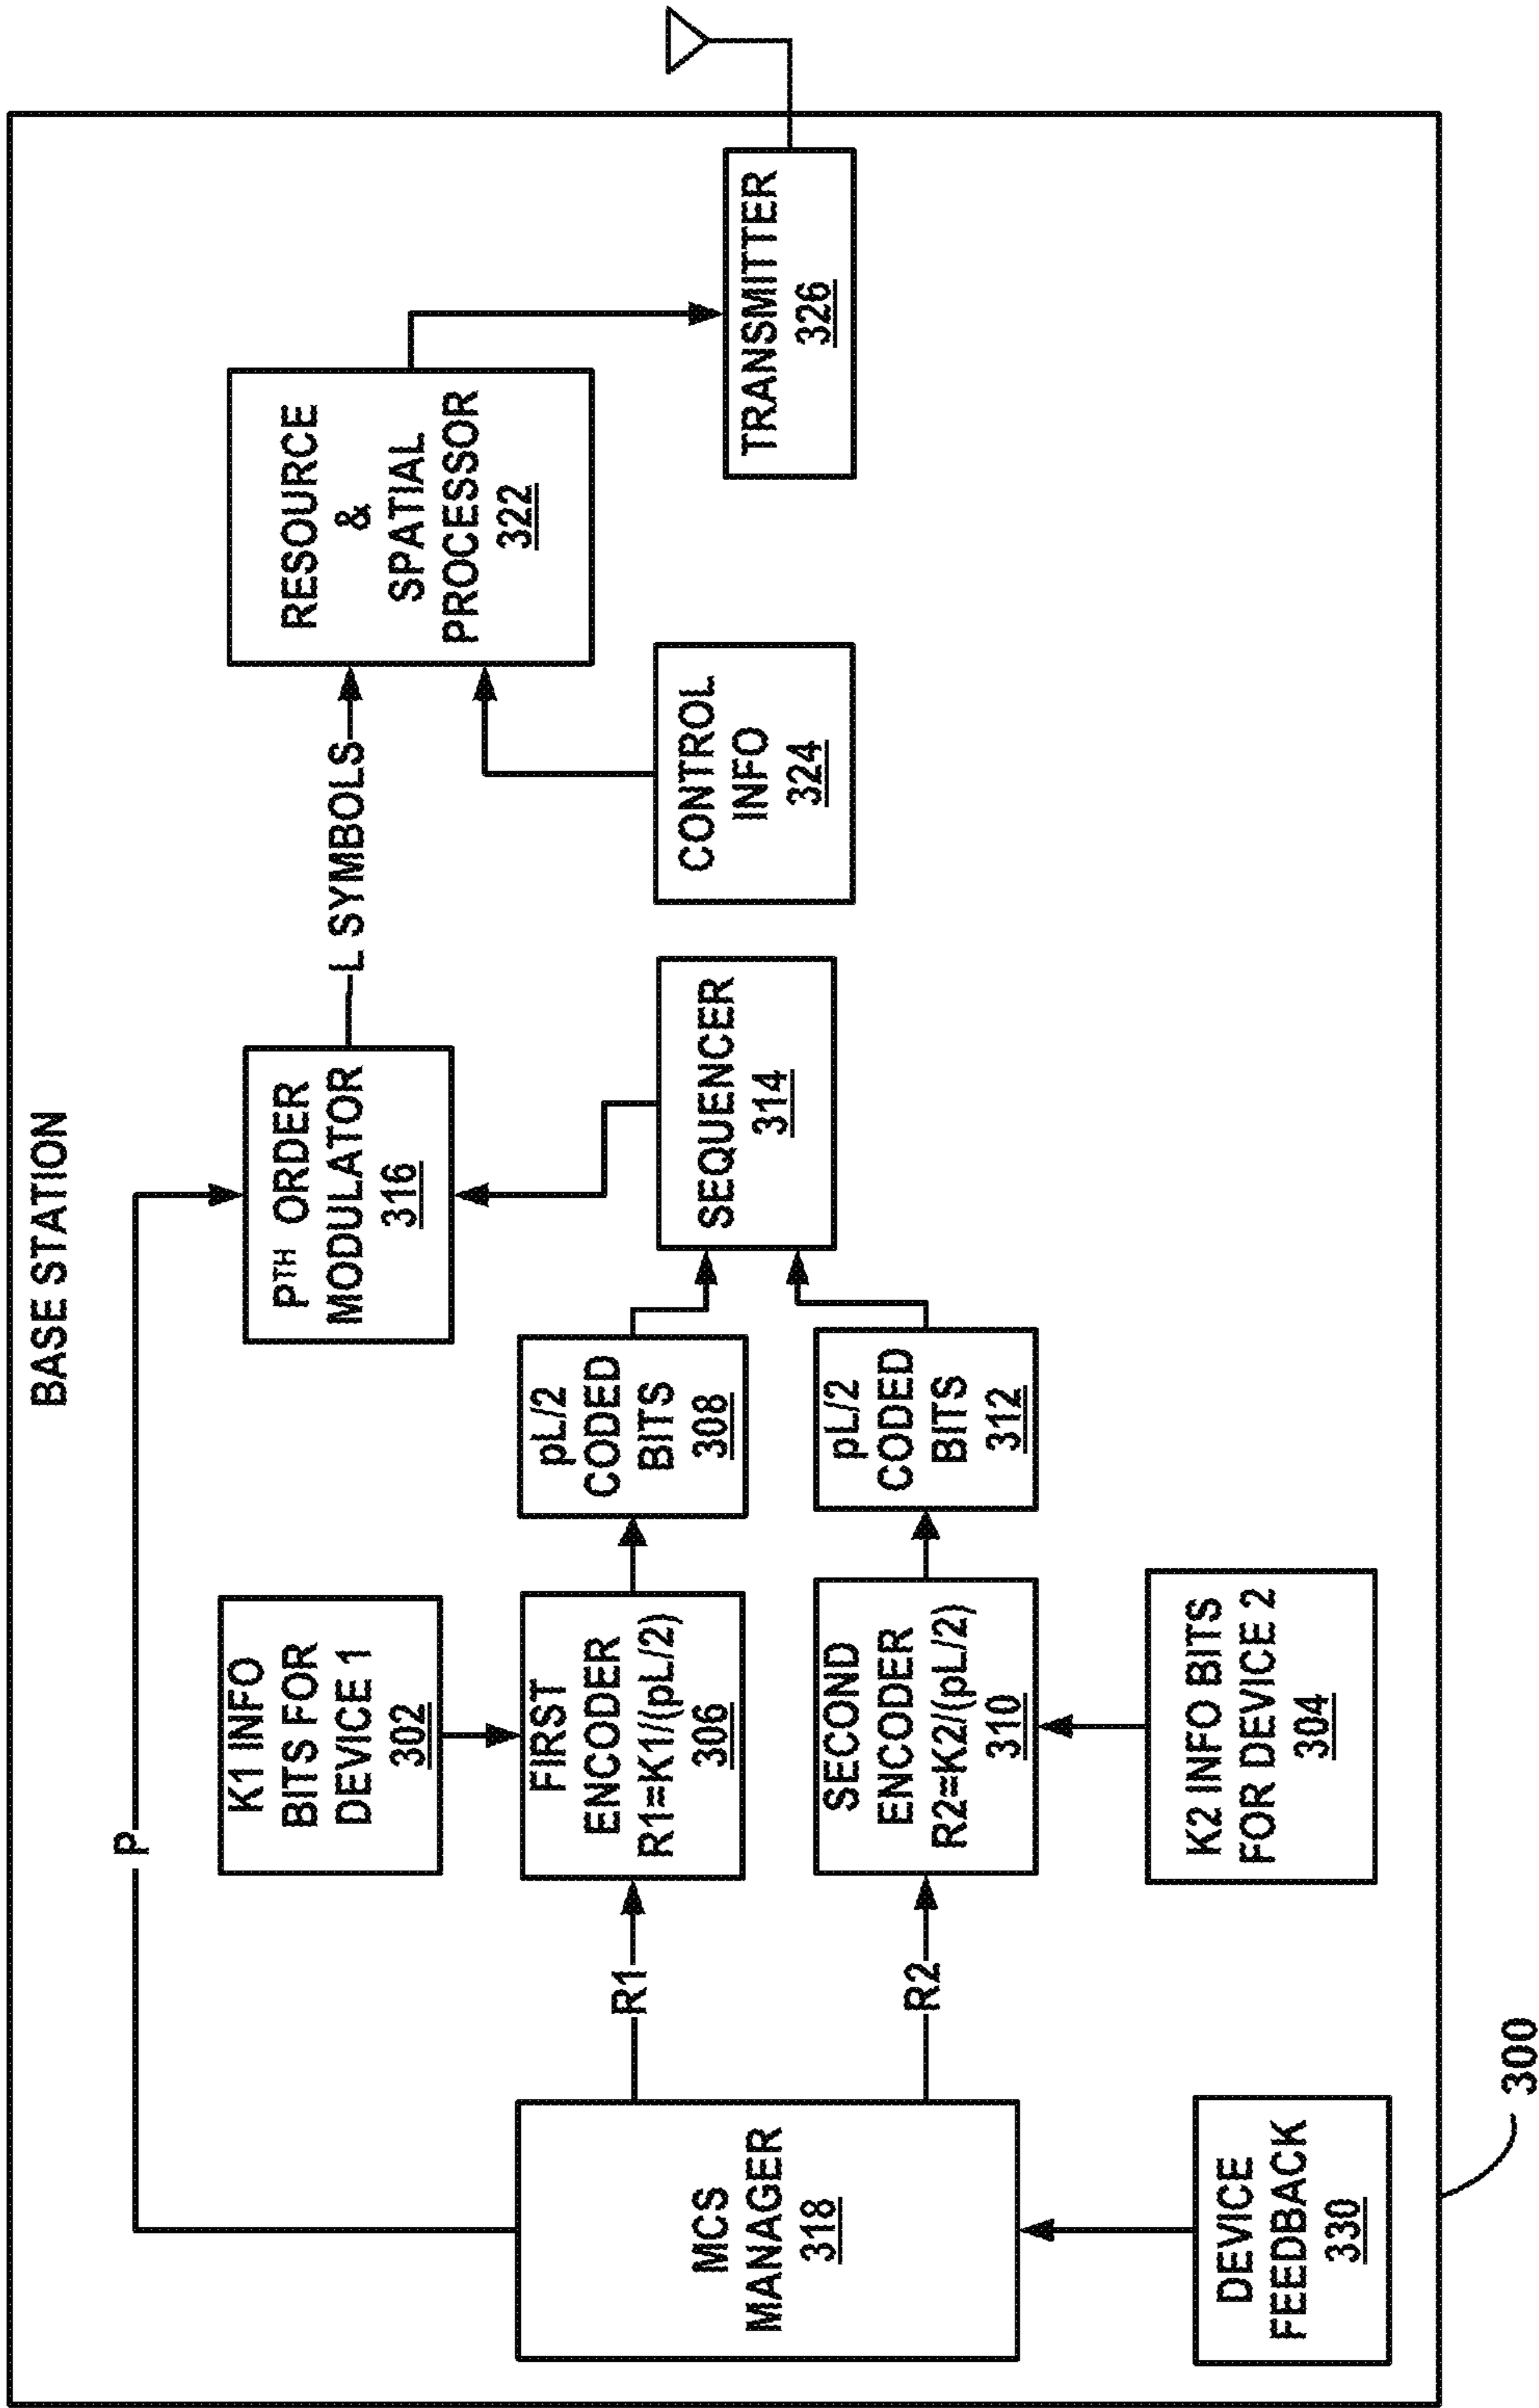 BASE STATION
P
K1 INFO
BITS FOR
DEVICE 1
302
PTH ORDER
MODULATOR
316
L SYMBOLS
RESOURCE
&
SPATIAL
PROCESSOR
322
MCS
MANAGER
318
R1
FIRST
ENCODER
R1=K1/(pL/2)
306
pL/2
CODED
BITS
308
R2
SECOND
ENCODER
R2=K2/(pL/2)
310
pL/2
CODED
BITS
312
SEQUENCER
314
CONTROL
INFO
324
TRANSMITTER
326
DEVICE
FEEDBACK
330
K2 INFO BITS
FOR DEVICE 2
304
300